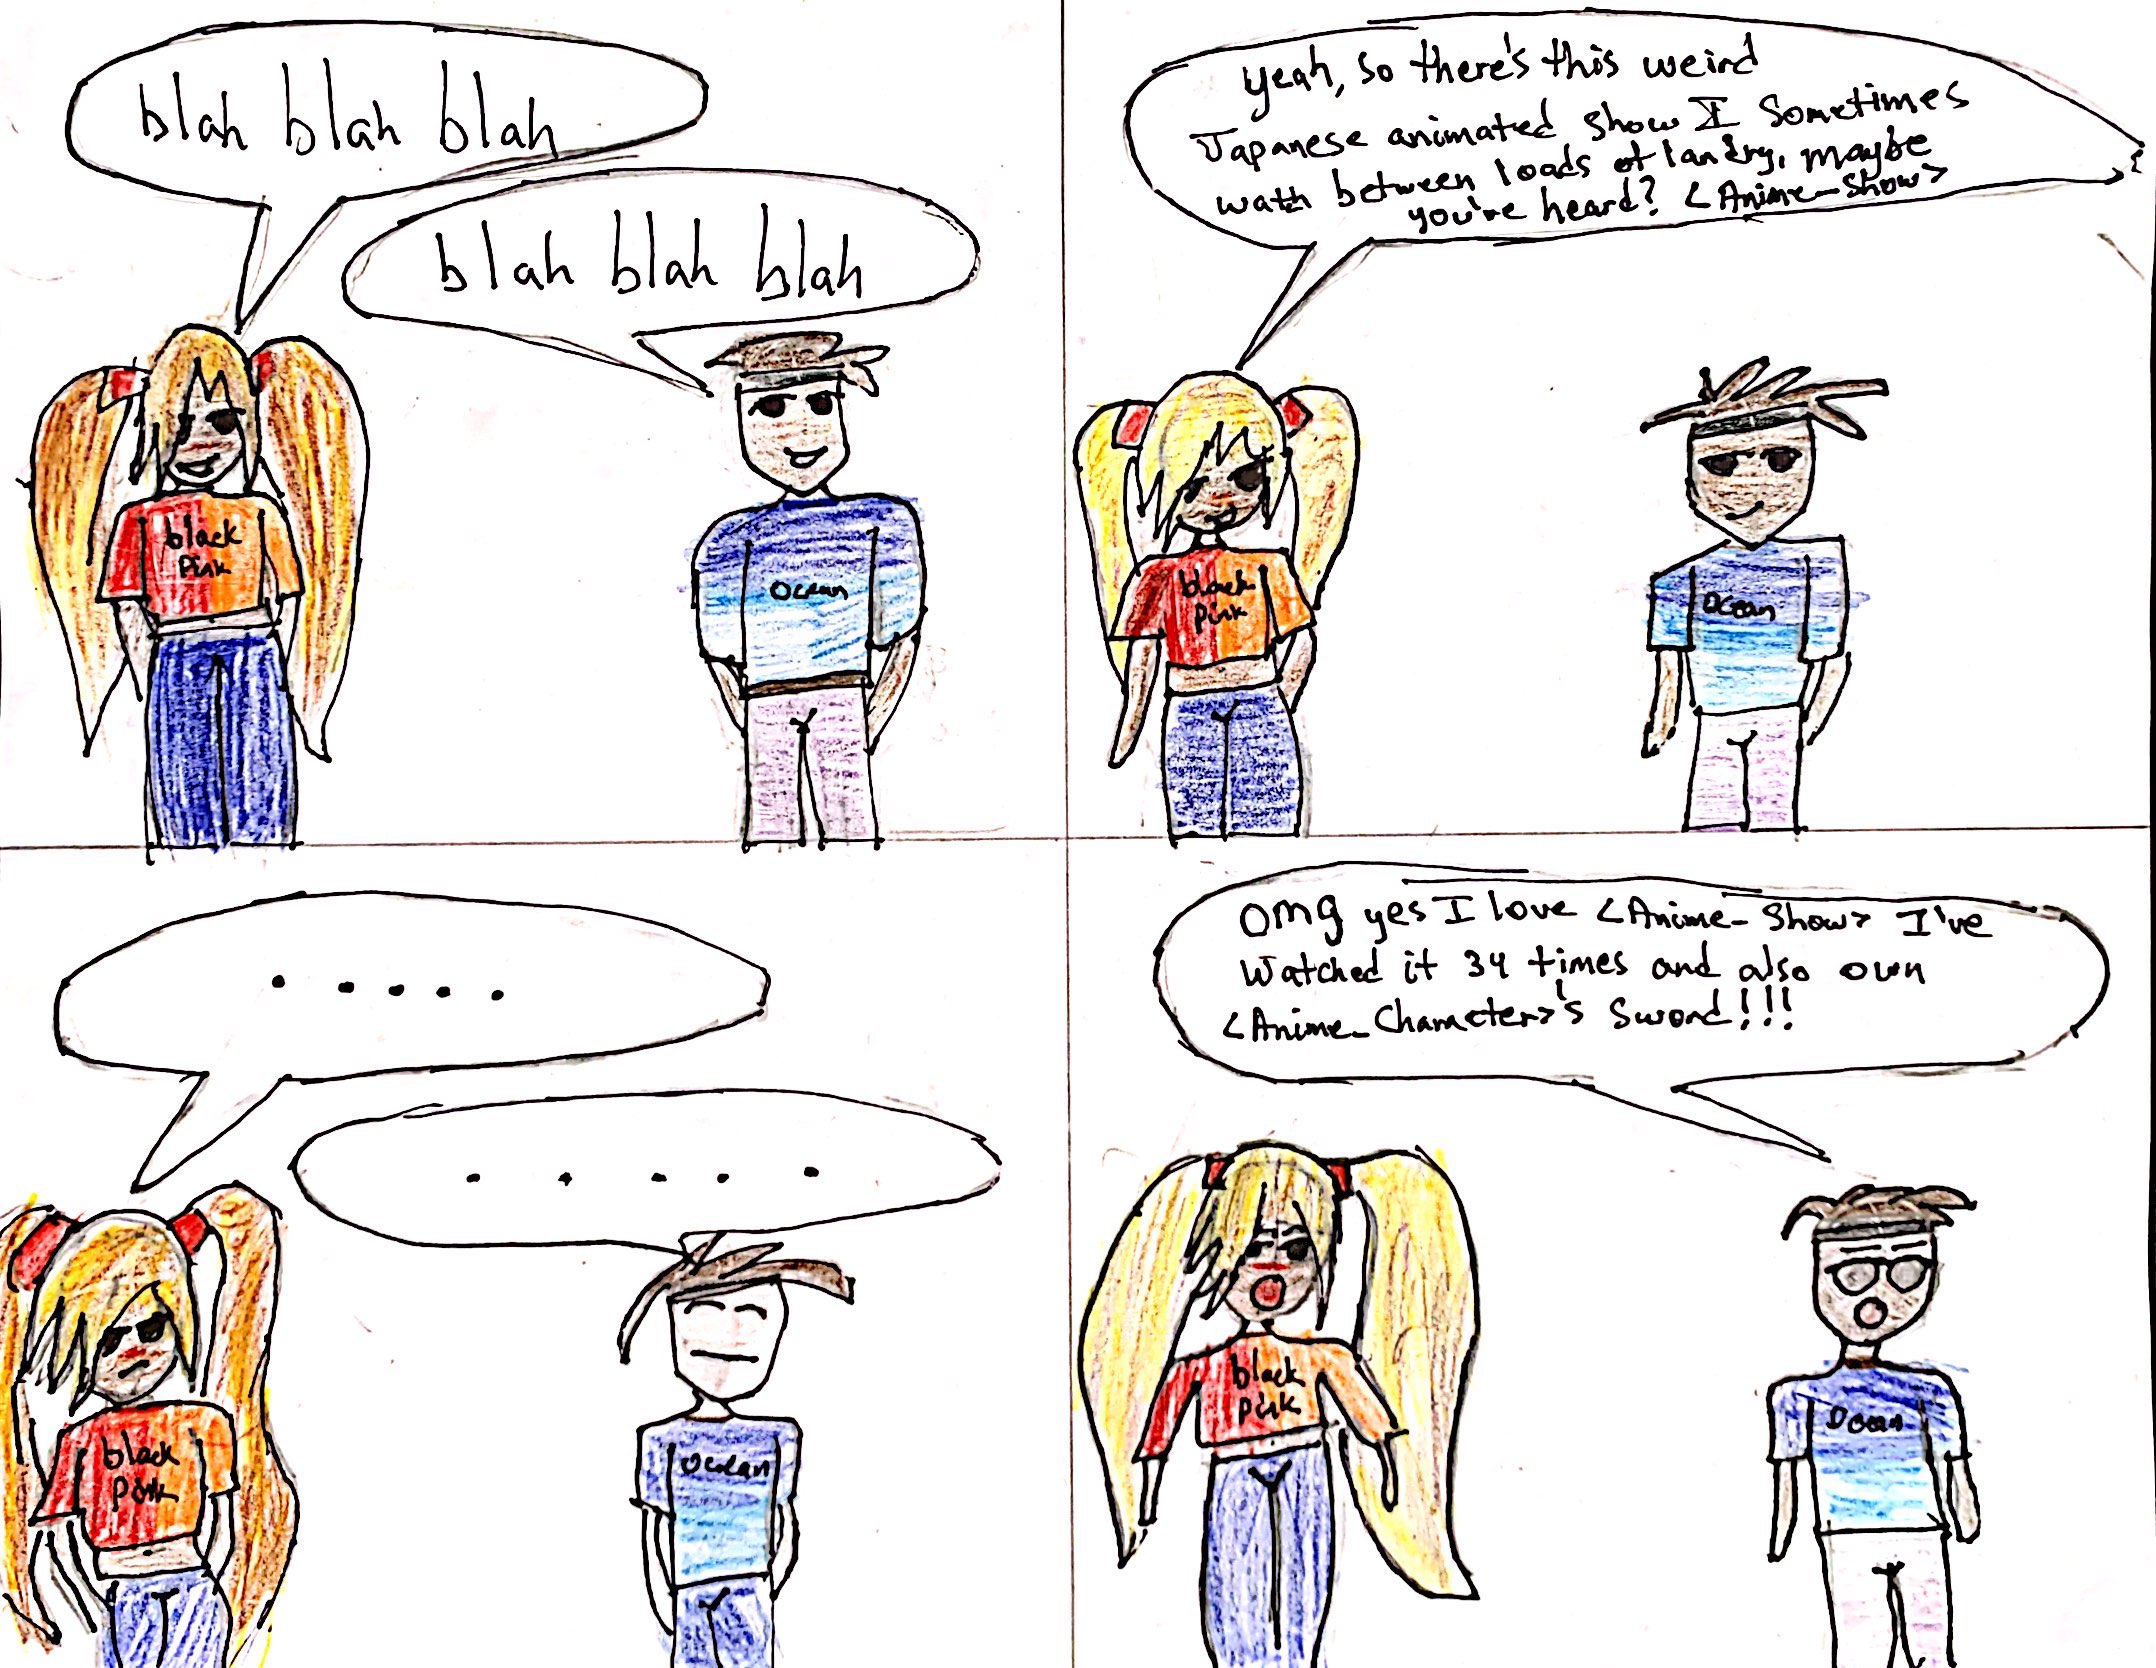 blah blah blah
blah blah blah
black
Pink
Ocean
yeah, so there's this weird
Japanese animated show I sometimes
wath between loads of landry, maybe
you've heard? <Anime-Show>
black
Pink
Ocean
. . . . .
. . . . .
black
Pink
Ocean
OMG yes I love <Anime-Show> I've
watched it 34 times and also own
<Anime-Character>'s Sword!!!
black
Pink
Ocean